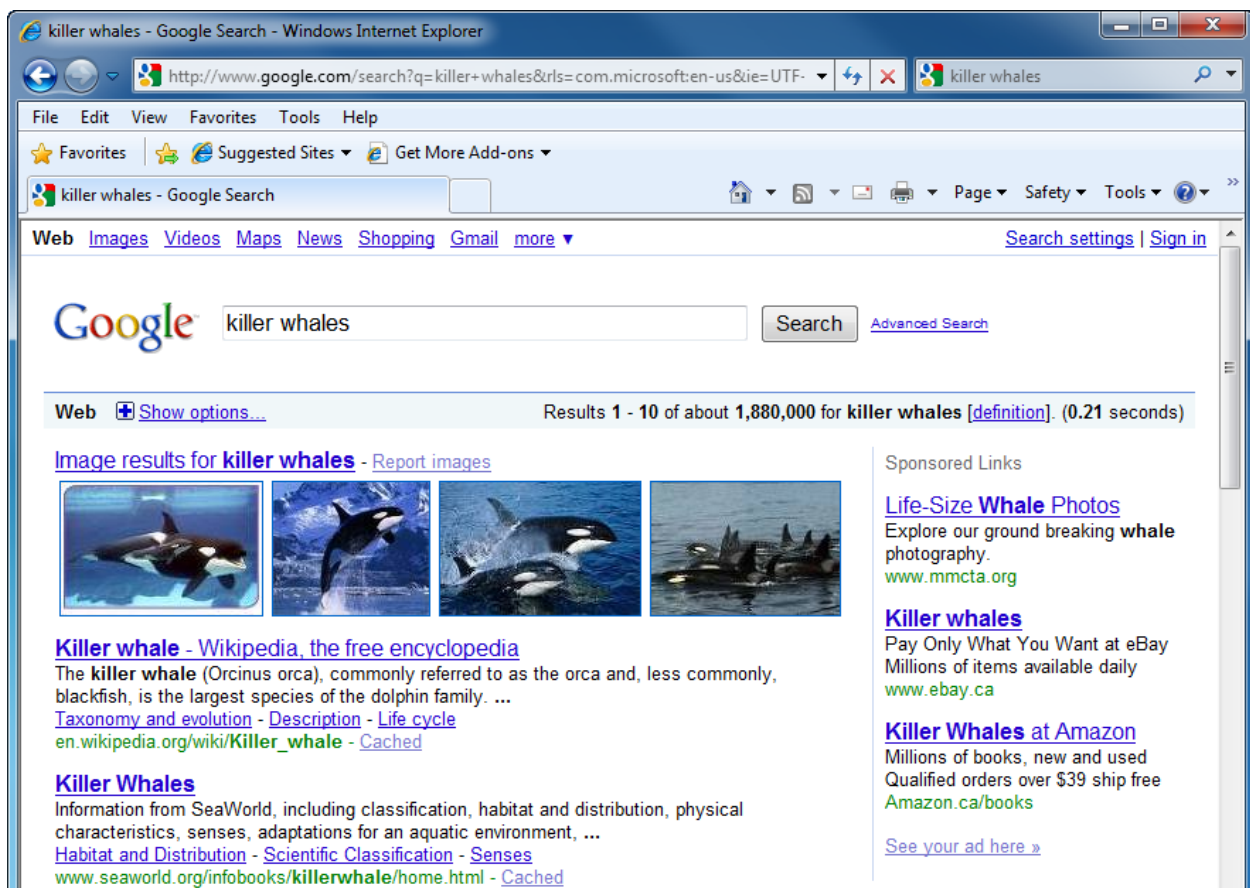 killer whales - Google Search - Windows Internet Explorer
http://www.google.com/search?q=killer+whales&rls=com.microsoft:en-us&ie=UTF-
killer whales
File Edit View Favorites Tools Help
Favorites Suggested Sites Get More Add-ons
killer whales - Google Search
Page Safety Tools
Web Images Videos Maps News Shopping Gmail more ▼
Search settings | Sign in
Google killer whales Search Advanced Search
Web Show options...
Results 1 - 10 of about 1,880,000 for killer whales [definition]. (0.21 seconds)
Image results for killer whales - Report images
Killer whale - Wikipedia, the free encyclopedia
The killer whale (Orcinus orca), commonly referred to as the orca and, less commonly,
blackfish, is the largest species of the dolphin family. ...
Taxonomy and evolution - Description - Life cycle
en.wikipedia.org/wiki/Killer_whale - Cached
Killer Whales
Information from SeaWorld, including classification, habitat and distribution, physical
characteristics, senses, adaptations for an aquatic environment, ...
Habitat and Distribution - Scientific Classification - Senses
www.seaworld.org/infobooks/killerwhale/home.html - Cached
Sponsored Links
Life-Size Whale Photos
Explore our ground breaking whale
photography.
www.mmcta.org
Killer whales
Pay Only What You Want at eBay
Millions of items available daily
www.ebay.ca
Killer Whales at Amazon
Millions of books, new and used
Qualified orders over $39 ship free
Amazon.ca/books
See your ad here »